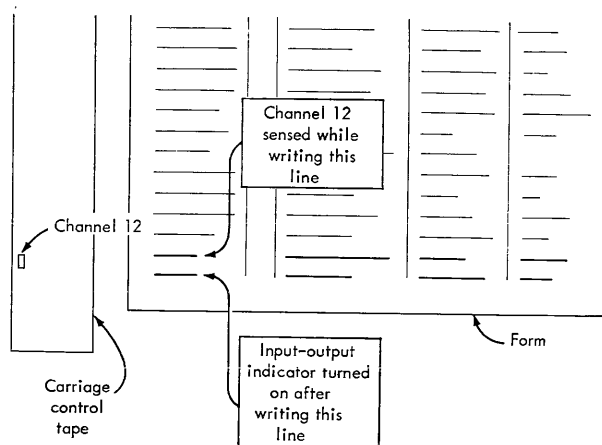 Channel 12
sensed while
writing this
line
Channel 12
Form
Input-output
indicator turned
on after
writing this
line
Carriage
control
tape